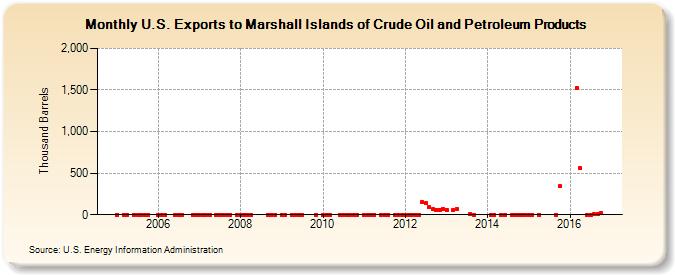 Monthly U.S. Exports to Marshall Islands of Crude Oil and Petroleum Products
Thousand Barrels
2,000
1,500
1,000
500
0
2006 2008 2010 2012 2014 2016
Source: U.S. Energy Information Administration